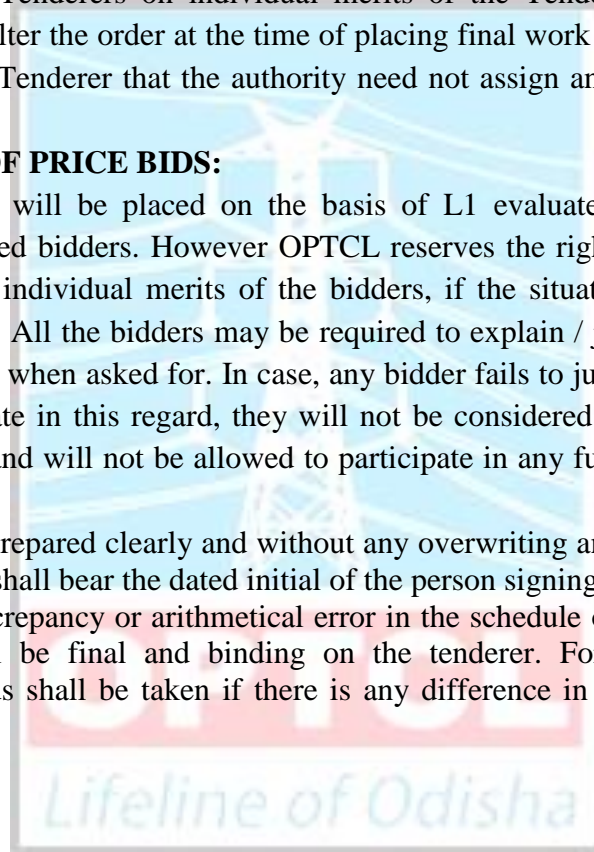 Tenderers on individual merits of the Tende
lter the order at the time of placing final work
Tenderer that the authority need not assign an
OF PRICE BIDS:
will be placed on the basis of L1 evaluate
ed bidders. However OPTCL reserves the righ
individual merits of the bidders, if the situat
All the bidders may be required to explain / j
when asked for. In case, any bidder fails to ju
ate in this regard, they will not be considered
and will not be allowed to participate in any fu
repared clearly and without any overwriting an
shall bear the dated initial of the person signing
crepancy or arithmetical error in the schedule o
be final and binding on the tenderer. Fo
s shall be taken if there is any difference in
OPTCL
Lifeline of Odisha